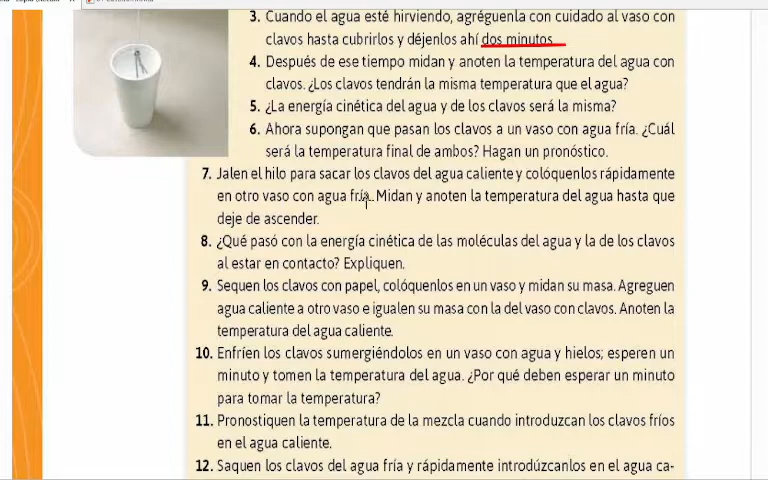 3. Cuando el agua esté hirviendo, agréguenla con cuidado al vaso con
clavos hasta cubrirlos y déjenlos ahí dos minutos.
4. Después de ese tiempo midan y anoten la temperatura del agua con
clavos. ¿Los clavos tendrán la misma temperatura que el agua?
5. ¿La energía cinética del agua y de los clavos será la misma?
6. Ahora supongan que pasan los clavos a un vaso con agua fría. ¿Cuál
será la temperatura final de ambos? Hagan un pronóstico.
7. Jalen el hilo para sacar los clavos del agua caliente y colóquenlos rápidamente
en otro vaso con agua fría. Midan y anoten la temperatura del agua hasta que
deje de ascender.
8. ¿Qué pasó con la energía cinética de las moléculas del agua y la de los clavos
al estar en contacto? Expliquen.
9. Sequen los clavos con papel, colóquenlos en un vaso y midan su masa. Agreguen
agua caliente a otro vaso e igualen su masa con la del vaso con clavos. Anoten la
temperatura del agua caliente.
10. Enfríen los clavos sumergiéndolos en un vaso con agua y hielos; esperen un
minuto y tomen la temperatura del agua. ¿Por qué deben esperar un minuto
para tomar la temperatura?
11. Pronostiquen la temperatura de la mezcla cuando introduzcan los clavos fríos
en el agua caliente.
12. Saquen los clavos del agua fría y rápidamente introdúzcanlos en el agua ca-